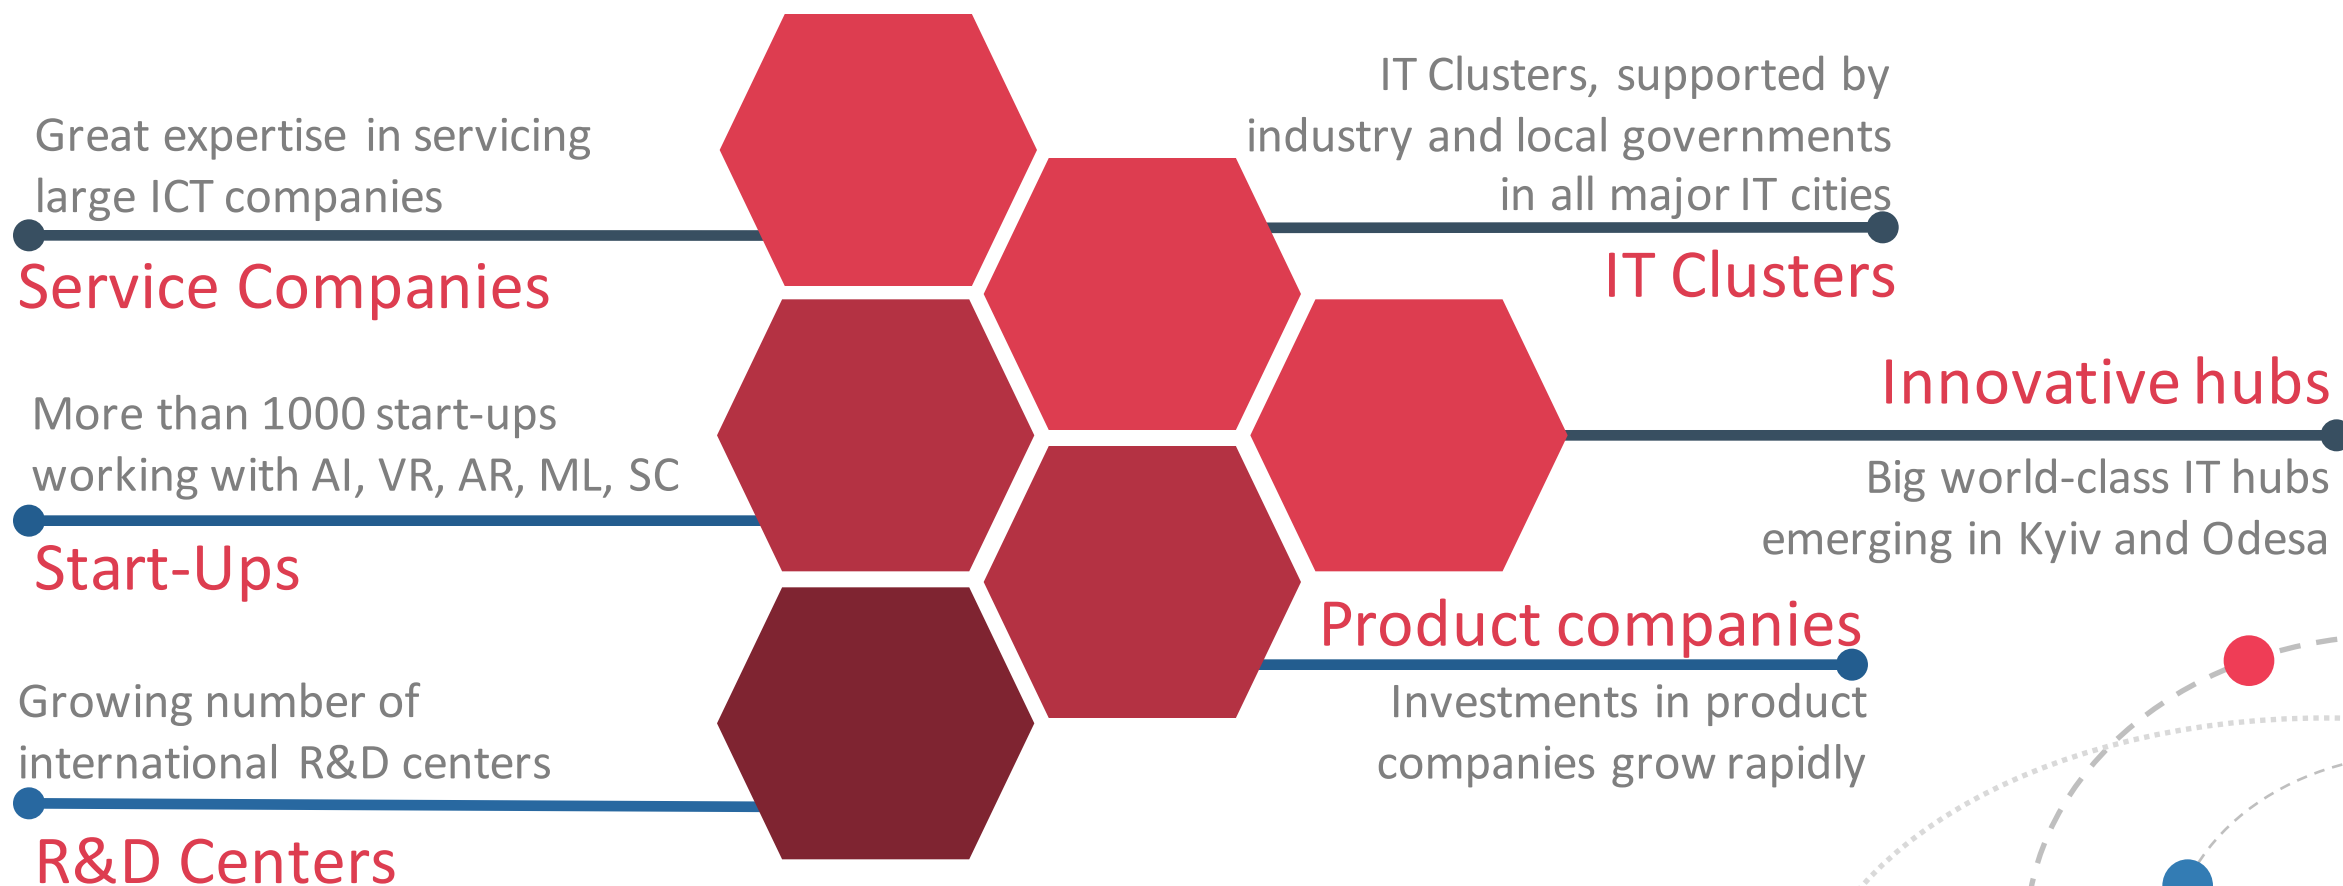 Great expertise in servicing
large ICT companies
Service Companies
More than 1000 start-ups
working with AI, VR, AR, ML, SC
Start-Ups
Growing number of
international R&D centers
R&D Centers
IT Clusters, supported by
industry and local governments
in all major IT cities
IT Clusters
Innovative hubs
Big world-class IT hubs
emerging in Kyiv and Odesa
Product companies
Investments in product
companies grow rapidly